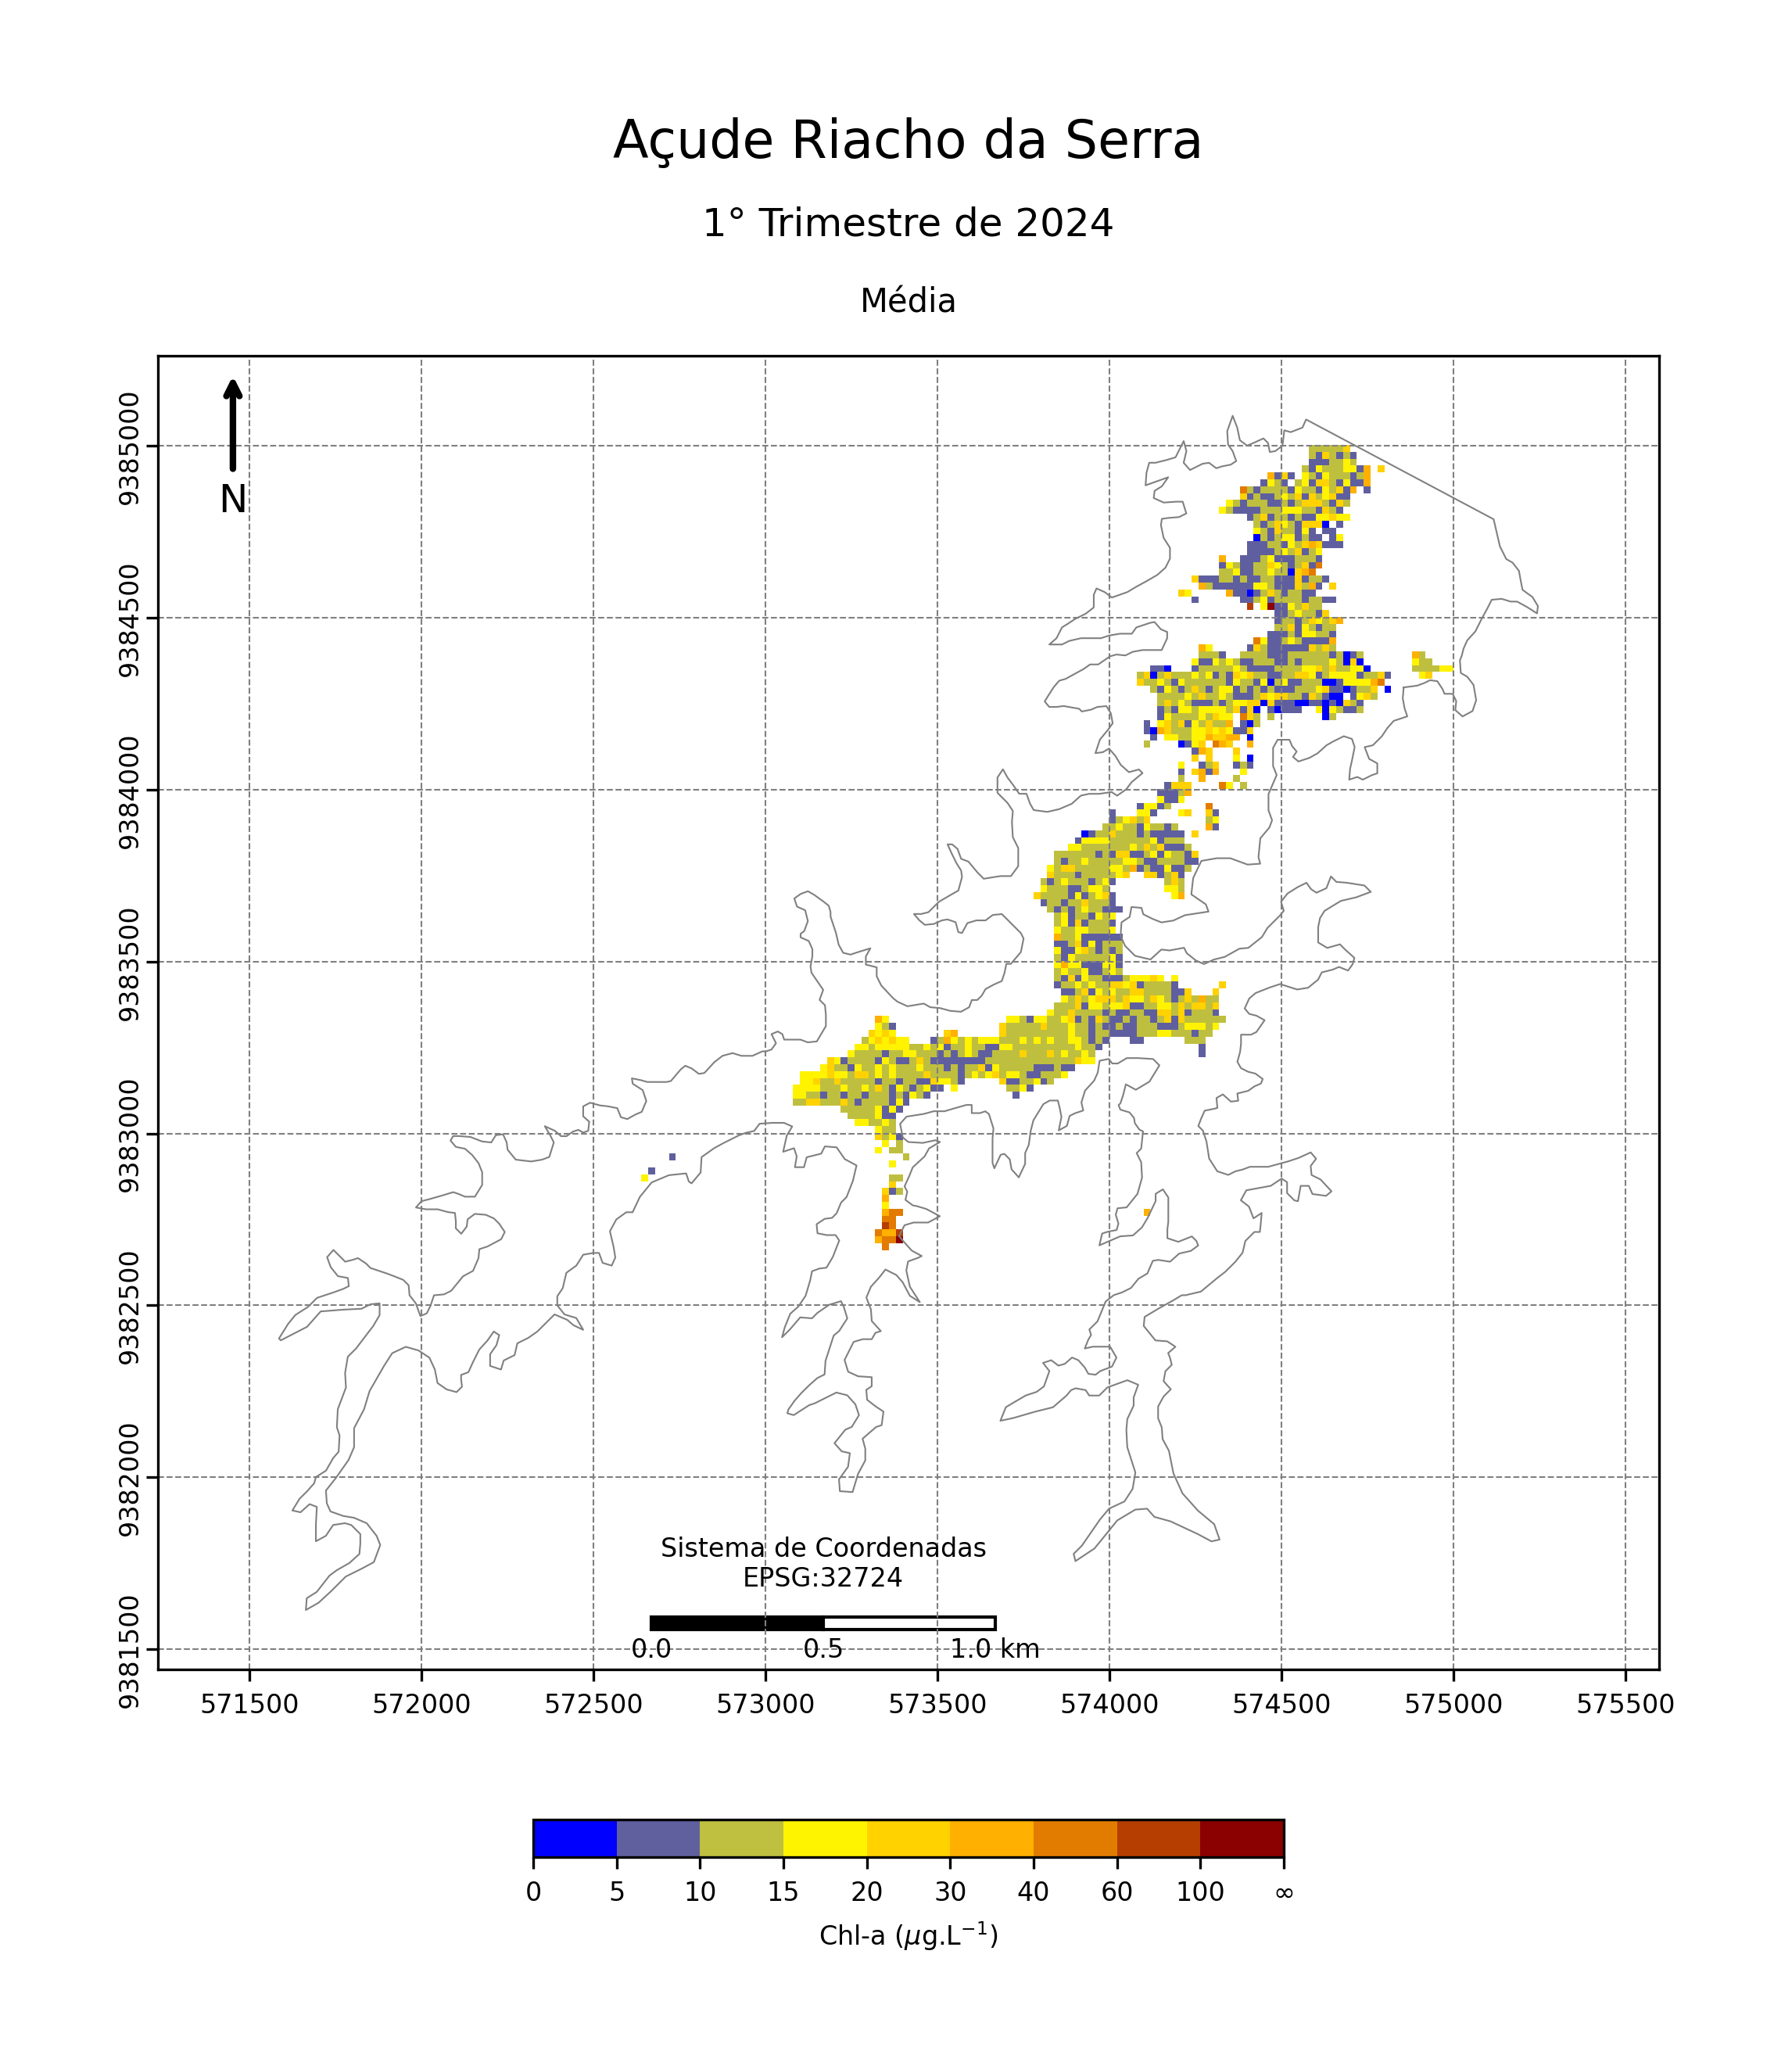 Açude Riacho da Serra
1° Trimestre de 2024
Média
N
9385000
9384500
9384000
9383500
9383000
9382500
9382000
9381500
Sistema de Coordenadas
EPSG:32724
0.0 0.5 1.0 km
571500 572000 572500 573000 573500 574000 574500 575000 575500
0 5 10 15 20 30 40 60 100 ∞
Chl-a (μg.L⁻¹)